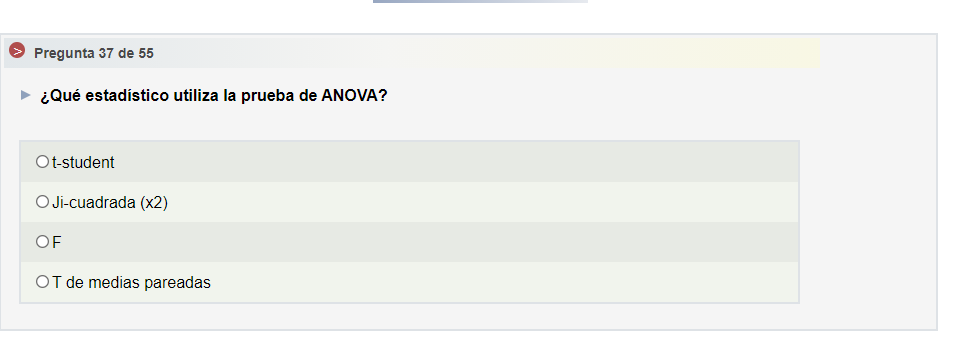 Pregunta 37 de 55
¿Qué estadístico utiliza la prueba de ANOVA?
t-student
Ji-cuadrada (x2)
F
T de medias pareadas